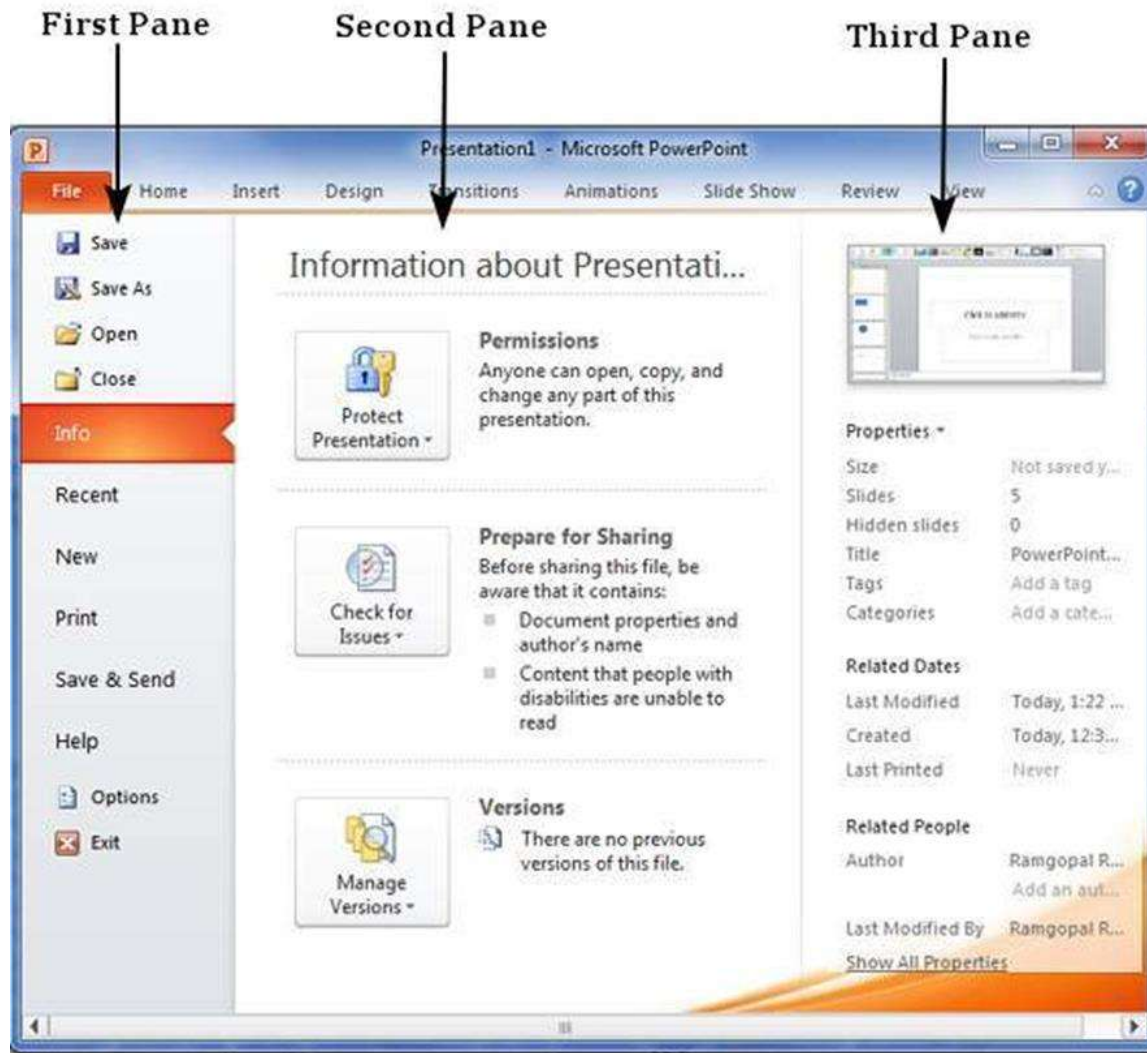 First Pane
Second Pane
Third Pane
Presentation1 - Microsoft PowerPoint
File Home Insert Design Transitions Animations Slide Show Review View
Save
Save As
Open
Close
Info
Recent
New
Print
Save & Send
Help
Options
Exit
Information about Presentati...
Protect
Presentation
Permissions
Anyone can open, copy, and
change any part of this
presentation.
Check for
Issues
Prepare for Sharing
Before sharing this file, be
aware that it contains:
Document properties and
author's name
Content that people with
disabilities are unable to
read
Manage
Versions
Versions
There are no previous
versions of this file.
Properties
Size Not saved y...
Slides 5
Hidden slides 0
Title PowerPoint...
Tags Add a tag
Categories Add a cate...
Related Dates
Last Modified Today, 1:22 ...
Created Today, 12:3...
Last Printed Never
Related People
Author Ramgopal R...
Add an aut...
Last Modified By Ramgopal R...
Show All Properties